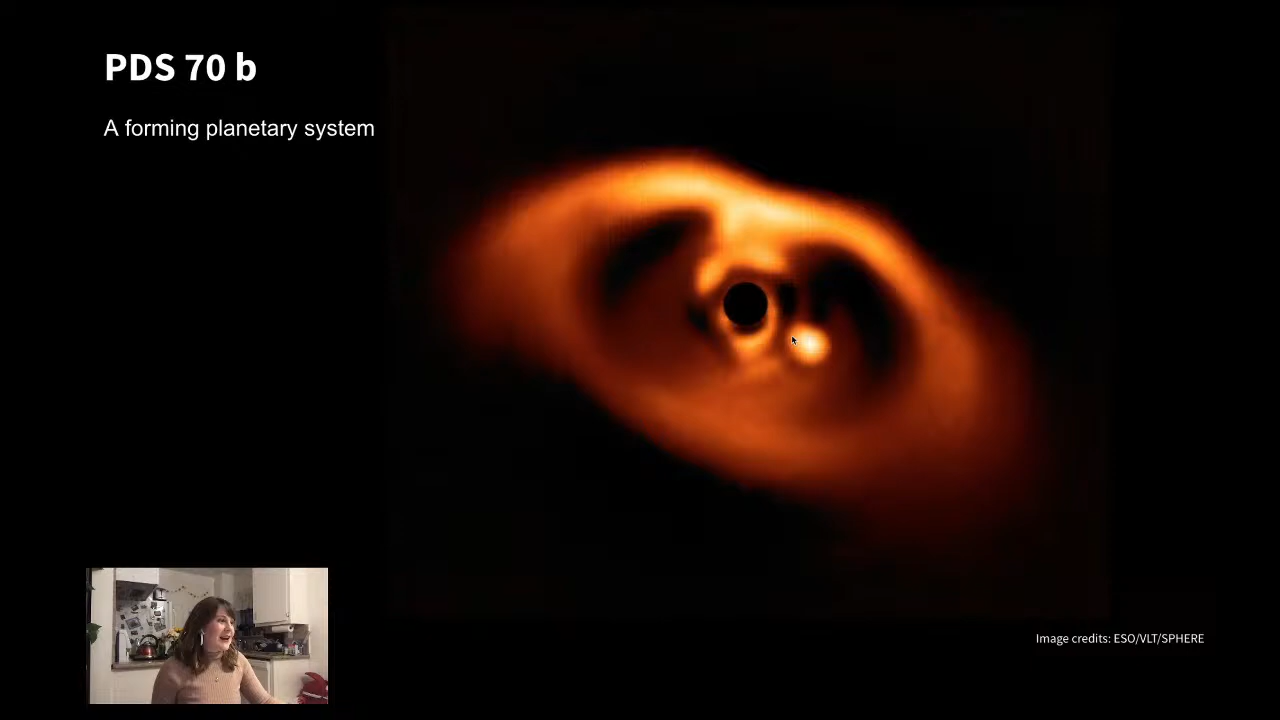 PDS 70 b
A forming planetary system
Image credits: ESO/VLT/SPHERE